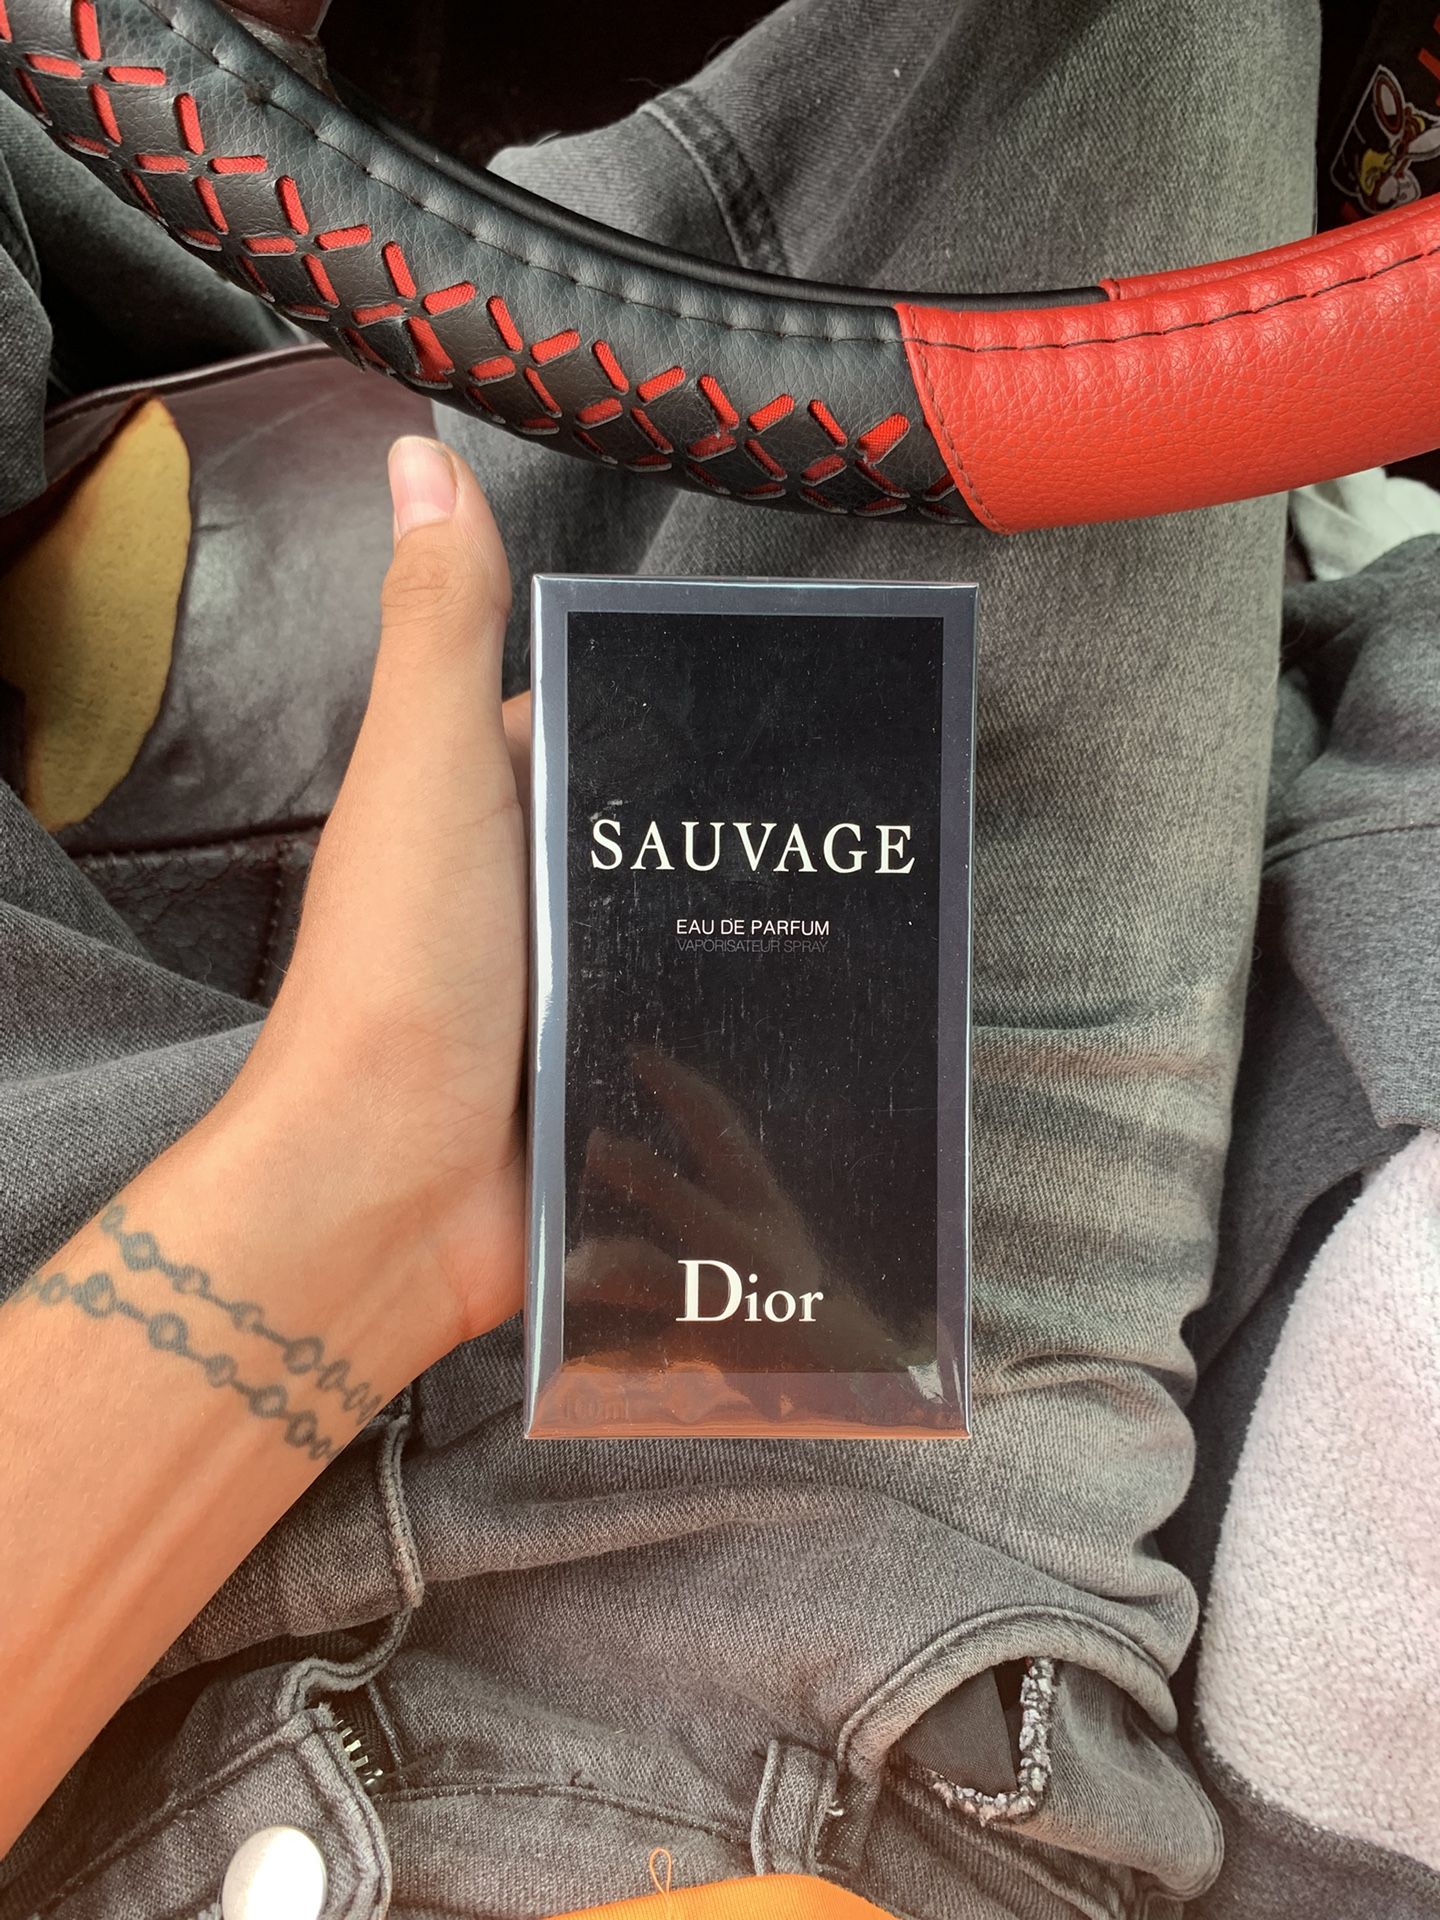 SAUVAGE
EAU DE PARFUM
VAPORISATEUR SPRAY
Dior